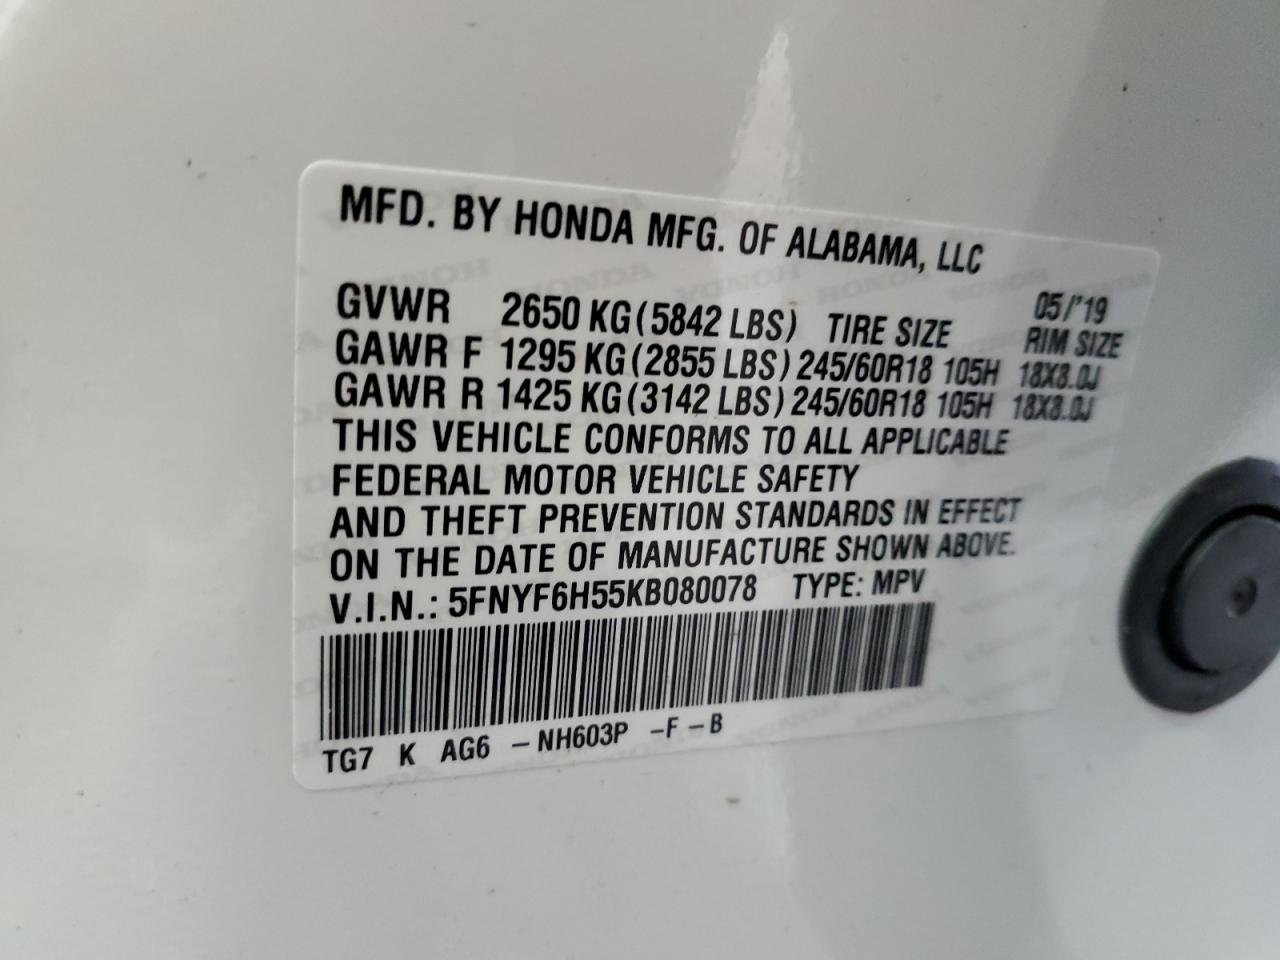 MFD. BY HONDA MFG. OF ALABAMA, LLC
05/'19
GVWR 2650 KG(5842 LBS) TIRE SIZE RIM SIZE
GAWR F 1295 KG(2855 LBS) 245/60R18 105H 18X8.0J
GAWR R 1425 KG(3142 LBS) 245/60R18 105H 18X8.0J
THIS VEHICLE CONFORMS TO ALL APPLICABLE
FEDERAL MOTOR VEHICLE SAFETY
AND THEFT PREVENTION STANDARDS IN EFFECT
ON THE DATE OF MANUFACTURE SHOWN ABOVE.
V.I.N.: 5FNYF6H55KB080078 TYPE: MPV
TG7 K AG6 -NH603P -F-B